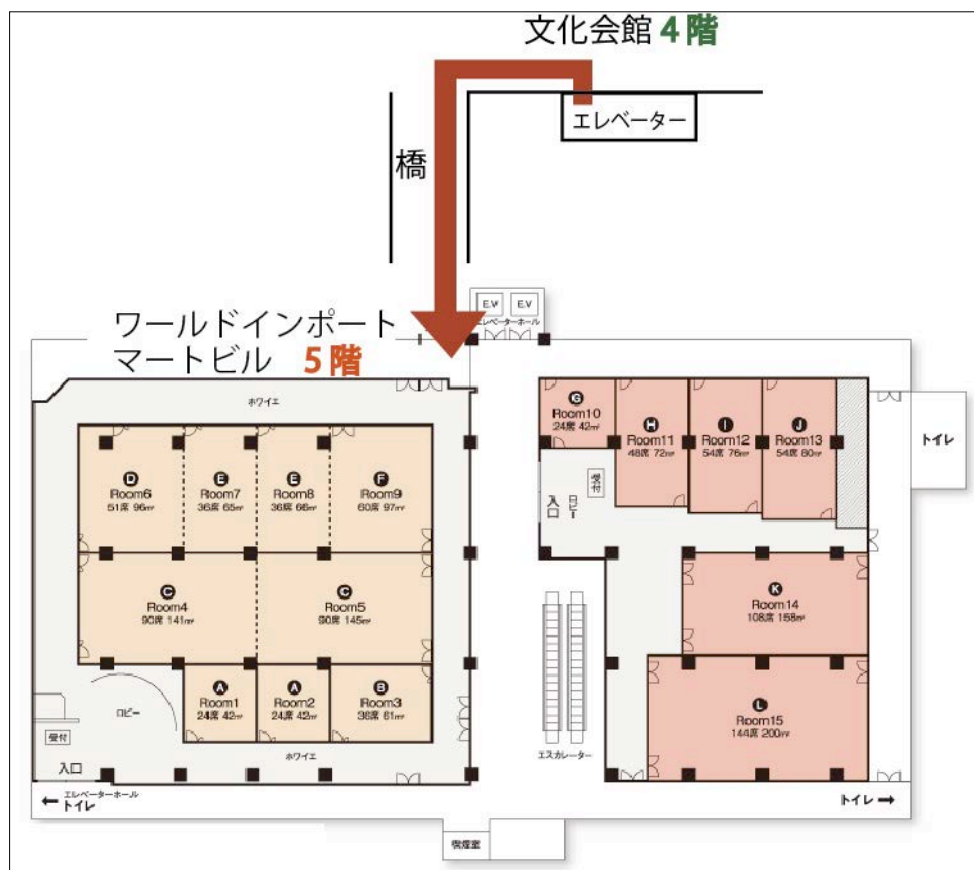 文化会館 4階
エレベーター
橋
E.V
E.V
エレベーターホール
ワールドインポート
マートビル 5階
ホワイエ
D
Room6
51席 96㎡
E
Room7
36席 65㎡
E
Room8
36席 66㎡
F
Room9
60席 97㎡
C
Room4
90席 141㎡
C
Room5
90席 145㎡
A
Room1
24席 42㎡
A
Room2
24席 42㎡
B
Room3
36席 61㎡
ロビー
受付
入口
ホワイエ
← エレベーターホール
トイレ
G
Room10
24席 42㎡
H
Room11
48席 72㎡
I
Room12
54席 76㎡
J
Room13
54席 80㎡
トイレ
受付
ロビー
入口
K
Room14
108席 158㎡
L
Room15
144席 200㎡
エスカレーター
トイレ →
喫煙室